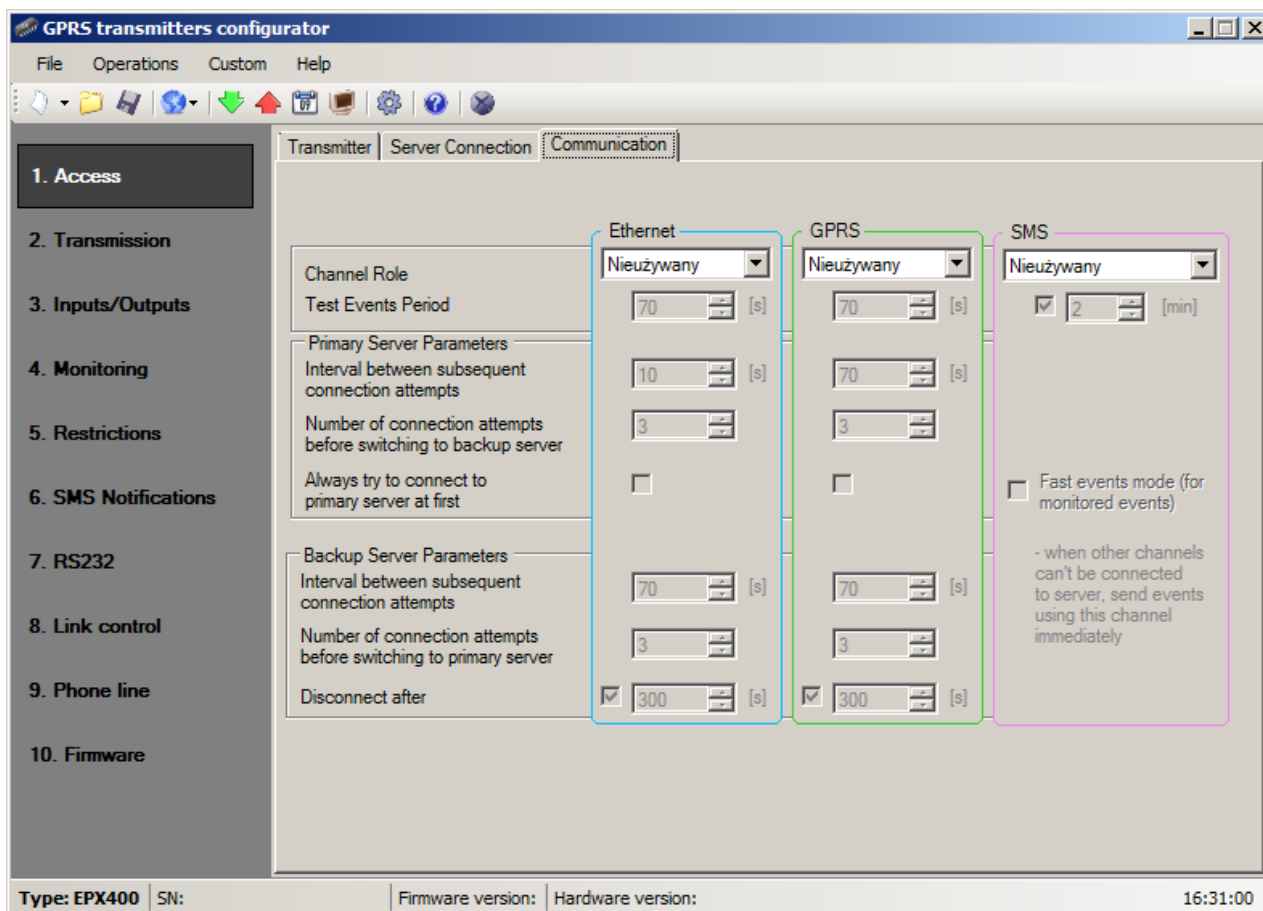 GPRS transmitters configurator
File Operations Custom Help
Transmitter Server Connection Communication
1. Access
2. Transmission
3. Inputs/Outputs
4. Monitoring
5. Restrictions
6. SMS Notifications
7. RS232
8. Link control
9. Phone line
10. Firmware
Ethernet GPRS SMS
Channel Role Nieużywany Nieużywany Nieużywany
Test Events Period 70 [s] 70 [s] 2 [min]
Primary Server Parameters
Interval between subsequent
connection attempts
10 [s] 70 [s]
Number of connection attempts
before switching to backup server
3 3
Always try to connect to
primary server at first
Fast events mode (for
monitored events)
- when other channels
can't be connected
to server, send events
using this channel
immediately
Backup Server Parameters
Interval between subsequent
connection attempts
70 [s] 70 [s]
Number of connection attempts
before switching to primary server
3 3
Disconnect after 300 [s] 300 [s]
Type: EPX400 SN: Firmware version: Hardware version: 16:31:00